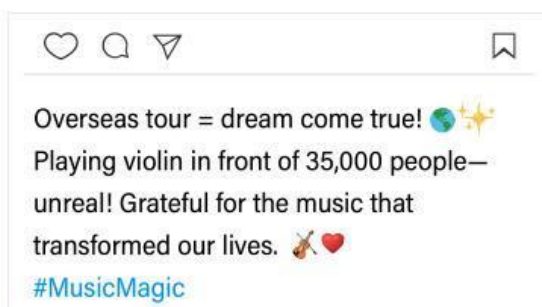 Overseas tour = dream come true! 🌎✨
Playing violin in front of 35,000 people—
unreal! Grateful for the music that
transformed our lives. 🎻❤️
#MusicMagic